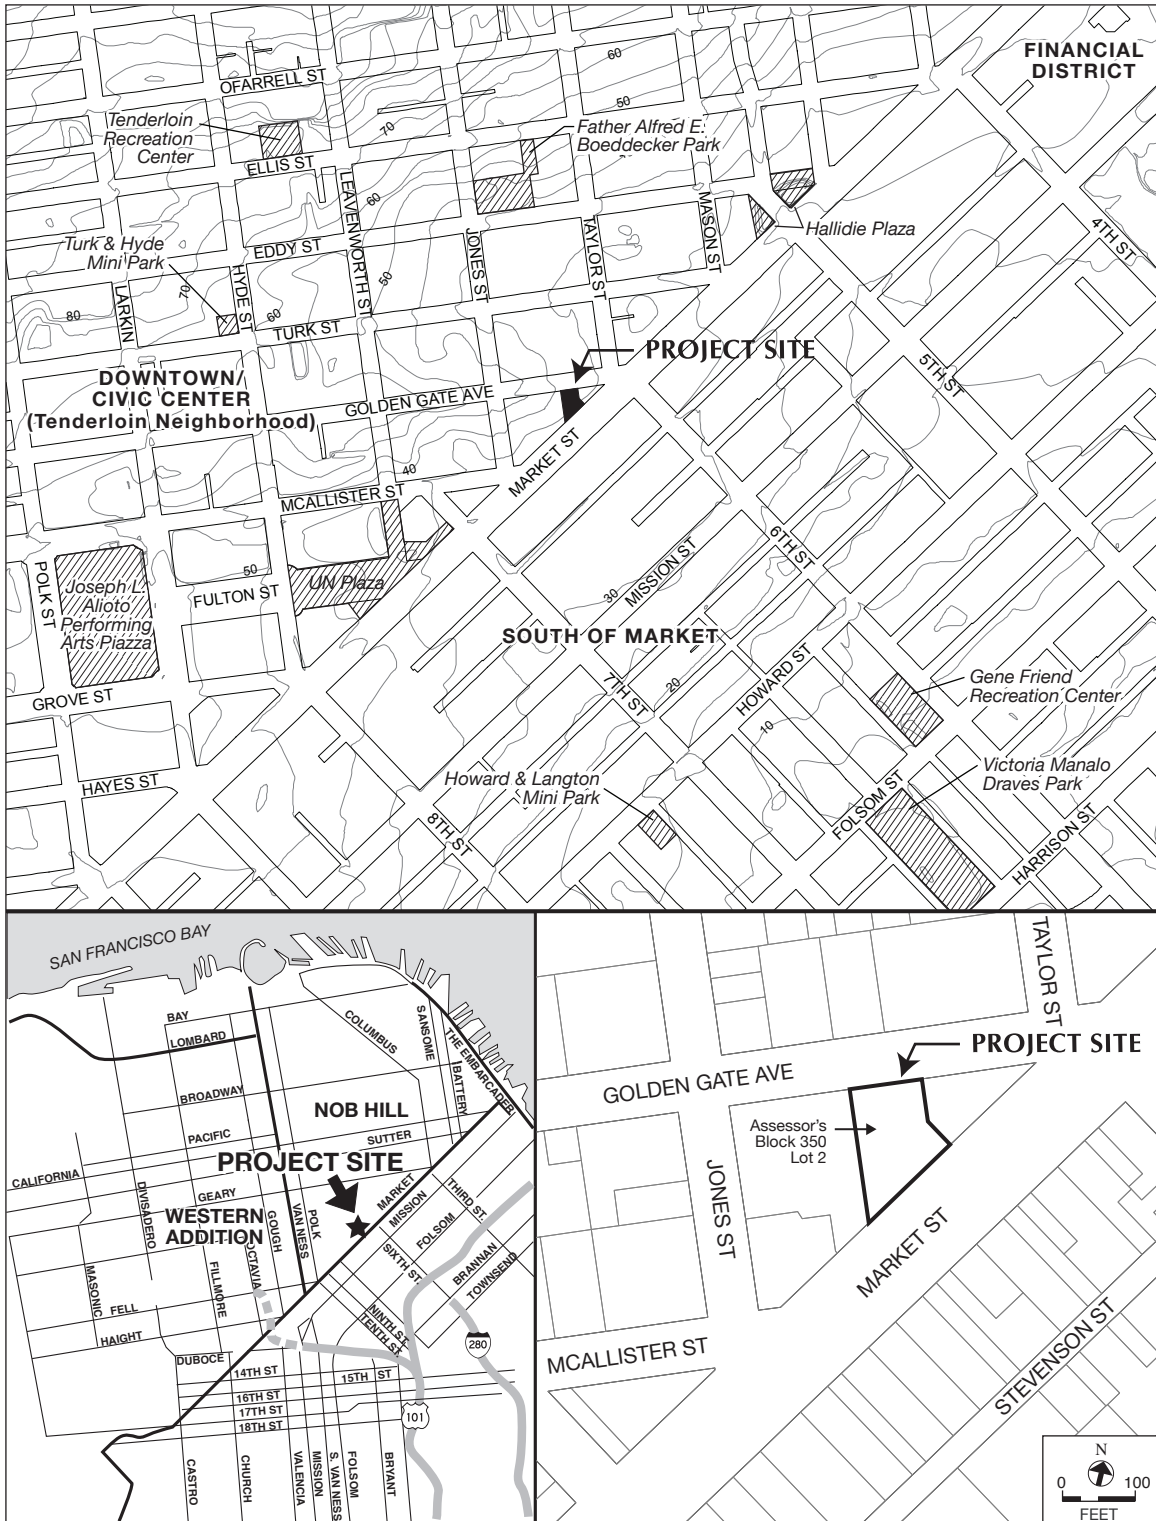 FINANCIAL
DISTRICT
OFARRELL ST
60
50
70
Tenderloin
Recreation
Center
Father Alfred E.
Boeddecker Park
ELLIS ST
LEAVENWORTH ST
60
MASON ST
4TH ST
Hallidie Plaza
TAYLOR ST
JONES ST
EDDY ST
Turk & Hyde
Mini Park
HYDE ST
LARKIN
70
50
80
60
TURK ST
PROJECT SITE
5TH ST
DOWNTOWN/
CIVIC CENTER
(Tenderloin Neighborhood)
GOLDEN GATE AVE
MARKET ST
40
MCALLISTER ST
6TH ST
MISSION ST
30
POLK ST
50
FULTON ST
UN Plaza
Joseph L.
Alioto
Performing
Arts Piazza
SOUTH OF MARKET
HOWARD ST
7TH ST
20
10
Gene Friend
Recreation Center
GROVE ST
HAYES ST
Howard & Langton
Mini Park
Victoria Manalo
Draves Park
FOLSOM ST
HARRISON ST
8TH ST
SAN FRANCISCO BAY
BAY
LOMBARD
COLUMBUS
SANSOME
THE EMBARCADER
BATTERY
BROADWAY
NOB HILL
PACIFIC
SUTTER
PROJECT SITE
CALIFORNIA
DIVISADERO
GEARY
GOUGH
VAN NESS
POLK
MARKET
MISSION
THIRD ST.
FOLSOM
WESTERN
ADDITION
OCTAVIA
SIXTH ST.
BRANNAN
TOWNSEND
MASONIC
FILLMORE
FELL
HAIGHT
NINTH ST.
TENTH ST.
280
DUBOCE
14TH ST
15TH ST
16TH ST
17TH ST
18TH ST
101
CASTRO
CHURCH
VALENCIA
MISSION
S. VAN NESS
FOLSOM
BRYANT
TAYLOR ST
PROJECT SITE
GOLDEN GATE AVE
Assessor's
Block 350
Lot 2
JONES ST
MARKET ST
MCALLISTER ST
STEVENSON ST
N
0 100
FEET